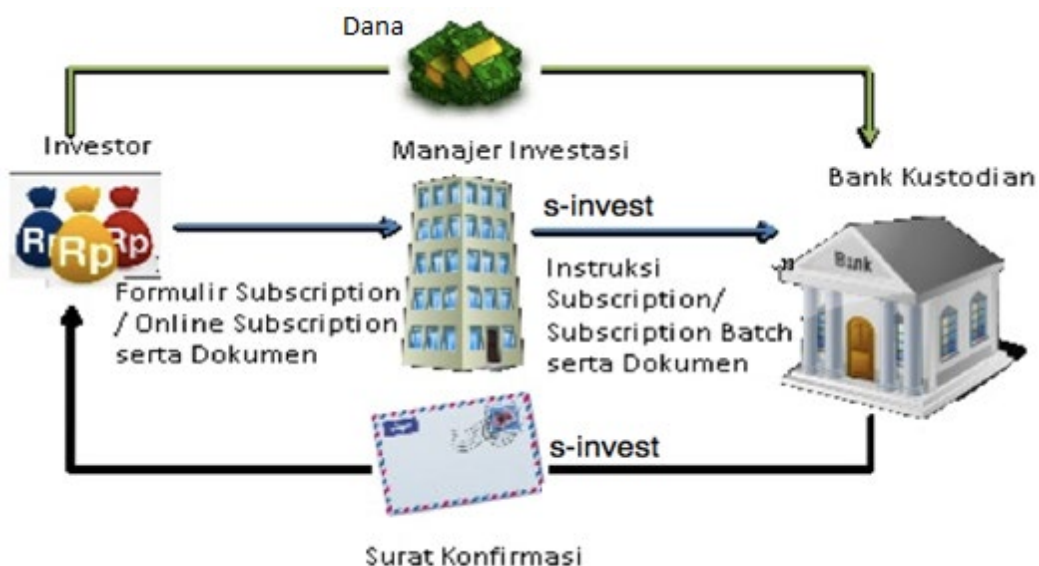 Dana
Investor
Manajer Investasi
Bank Kustodian
s-invest
Rp Rp Rp
Bank
Formulir Subscription
/ Online Subscription
serta Dokumen
Instruksi
Subscription/
Subscription Batch
serta Dokumen
s-invest
Surat Konfirmasi